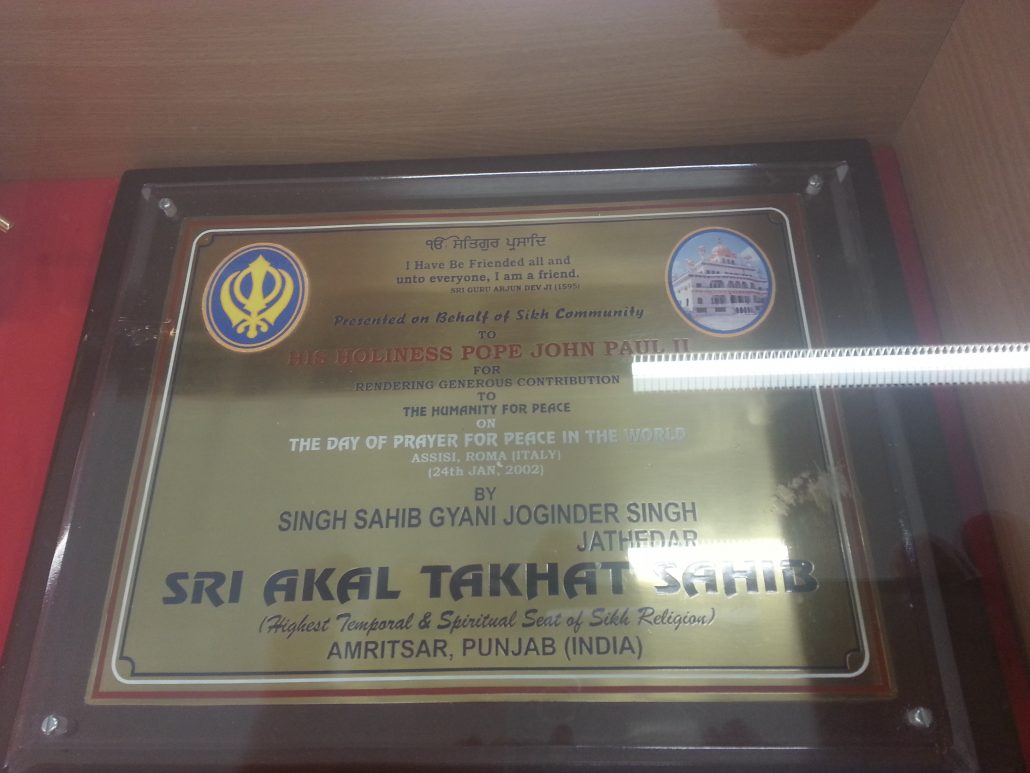 ੴ ਸਤਿਗੁਰ ਪ੍ਰਸਾਦਿ
I Have Be Friended all and
unto everyone, I am a friend.
SRI GURU ARJUN DEV JI (1595)
Presented on Behalf of Sikh Community
TO
HIS HOLINESS POPE JOHN PAUL II
FOR
RENDERING GENEROUS CONTRIBUTION
TO
THE HUMANITY FOR PEACE
ON
THE DAY OF PRAYER FOR PEACE IN THE WORLD
ASSISI, ROMA (ITALY)
(24th JAN, 2002)
BY
SINGH SAHIB GYANI JOGINDER SINGH
JATHEDAR
SRI AKAL TAKHAT SAHIB
(Highest Temporal & Spiritual Seat of Sikh Religion)
AMRITSAR, PUNJAB (INDIA)